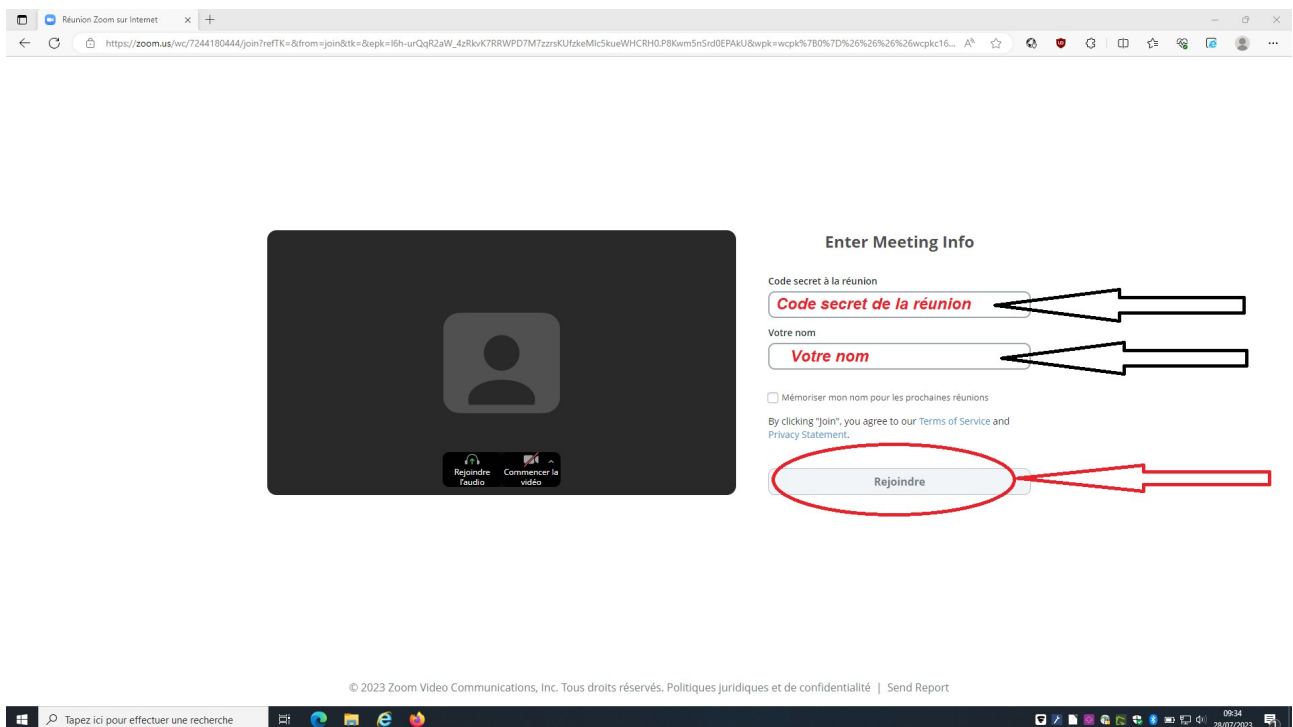 Réunion Zoom sur Internet
https://zoom.us/wc/7244180444/join?refTK=&from=join&tk=&epk=I6h-urQqR2aW_4zRkvK7RRWPD7M7zzrsKUfzkeMlc5kueWHCRH0.P8Kwm5nSrd0EPAkU&wpk=wcpk%7B0%7D%26%26%26%26wcpkc16...
Enter Meeting Info
Code secret à la réunion
Code secret de la réunion
Votre nom
Votre nom
Mémoriser mon nom pour les prochaines réunions
By clicking "Join", you agree to our Terms of Service and
Privacy Statement.
Rejoindre
l'audio
Commencer la
vidéo
Rejoindre
© 2023 Zoom Video Communications, Inc. Tous droits réservés. Politiques juridiques et de confidentialité | Send Report
Tapez ici pour effectuer une recherche
09:34
28/07/2023